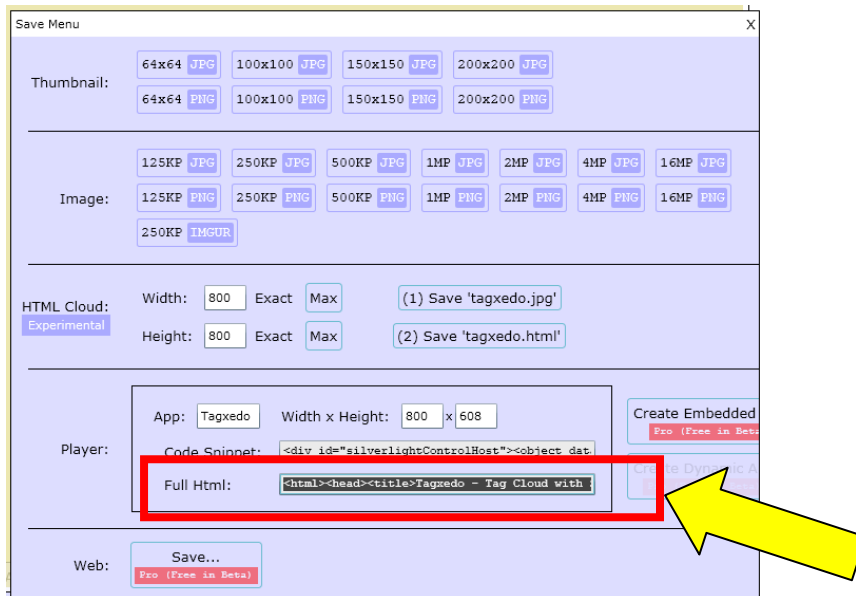 Save Menu X
64x64 JPG 100x100 JPG 150x150 JPG 200x200 JPG
Thumbnail:
64x64 PNG 100x100 PNG 150x150 PNG 200x200 PNG
125KP JPG 250KP JPG 500KP JPG 1MP JPG 2MP JPG 4MP JPG 16MP JPG
Image: 125KP PNG 250KP PNG 500KP PNG 1MP PNG 2MP PNG 4MP PNG 16MP PNG
250KP IMGUR
HTML Cloud: Width: 800 Exact Max (1) Save 'tagxedo.jpg'
Experimental Height: 800 Exact Max (2) Save 'tagxedo.html'
App: Tagxedo Width x Height: 800 x 608 Create Embedded
Pro (Free in Beta
Player: Code Snippet: <div id="silverlightControlHost"><object dat
Create Dynamic A
Full Html: <html><head><title>Tagxedo - Tag Cloud with
Web: Save...
Pro (Free in Beta)